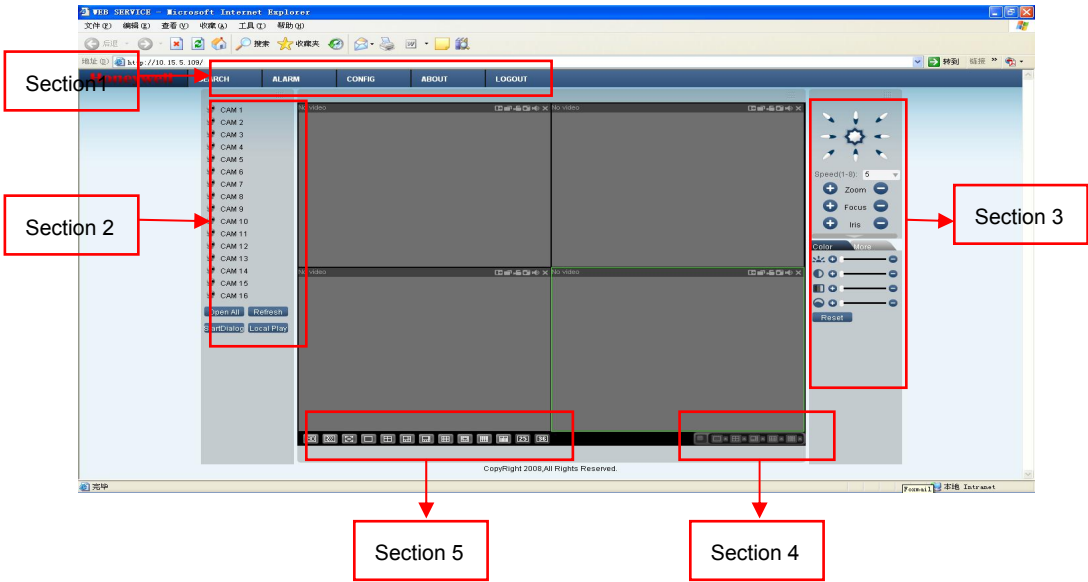 WEB SERVICE - Microsoft Internet Explorer
文件(F) 编辑(E) 查看(V) 收藏(A) 工具(T) 帮助(H)
后退 搜索 收藏夹
地址(D) http://10.15.5.109/ 转到 链接 »
Section1
SEARCH ALARM CONFIG ABOUT LOGOUT
CAM 1
CAM 2
CAM 3
CAM 4
CAM 5
CAM 6
CAM 7
CAM 8
CAM 9
CAM 10
CAM 11
CAM 12
CAM 13
CAM 14
CAM 15
CAM 16
Open All Refresh
StartDialog Local Play
Section 2
No video
No video
No video
No video
Speed(1-8): 5
Zoom
Focus
Iris
Color More
Reset
Section 3
25 36
CopyRight 2008,All Rights Reserved.
完毕 Foxmail 本地 Intranet
Section 5
Section 4